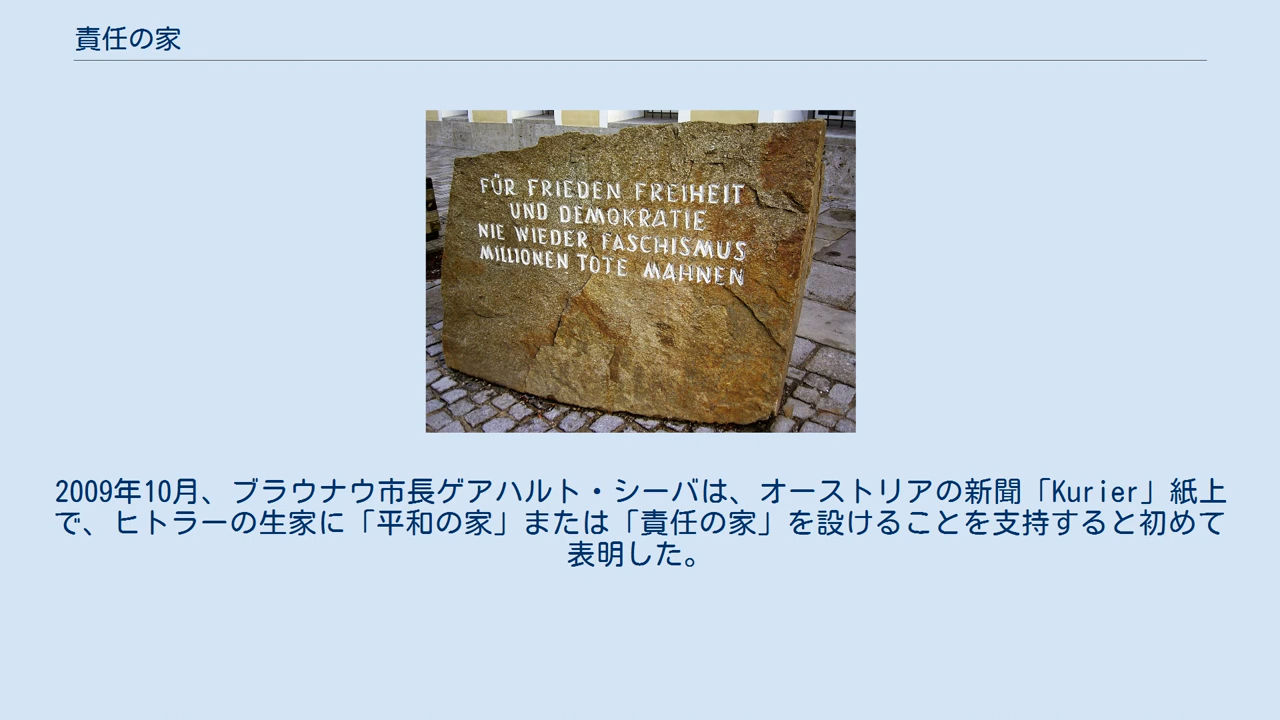 責任の家
FÜR FRIEDEN FREIHEIT
UND DEMOKRATIE
NIE WIEDER FASCHISMUS
MILLIONEN TOTE MAHNEN
2009年10月、ブラウナウ市長ゲアハルト・シーバは、オーストリアの新聞「Kurier」紙上
で、ヒトラーの生家に「平和の家」または「責任の家」を設けることを支持すると初めて
表明した。